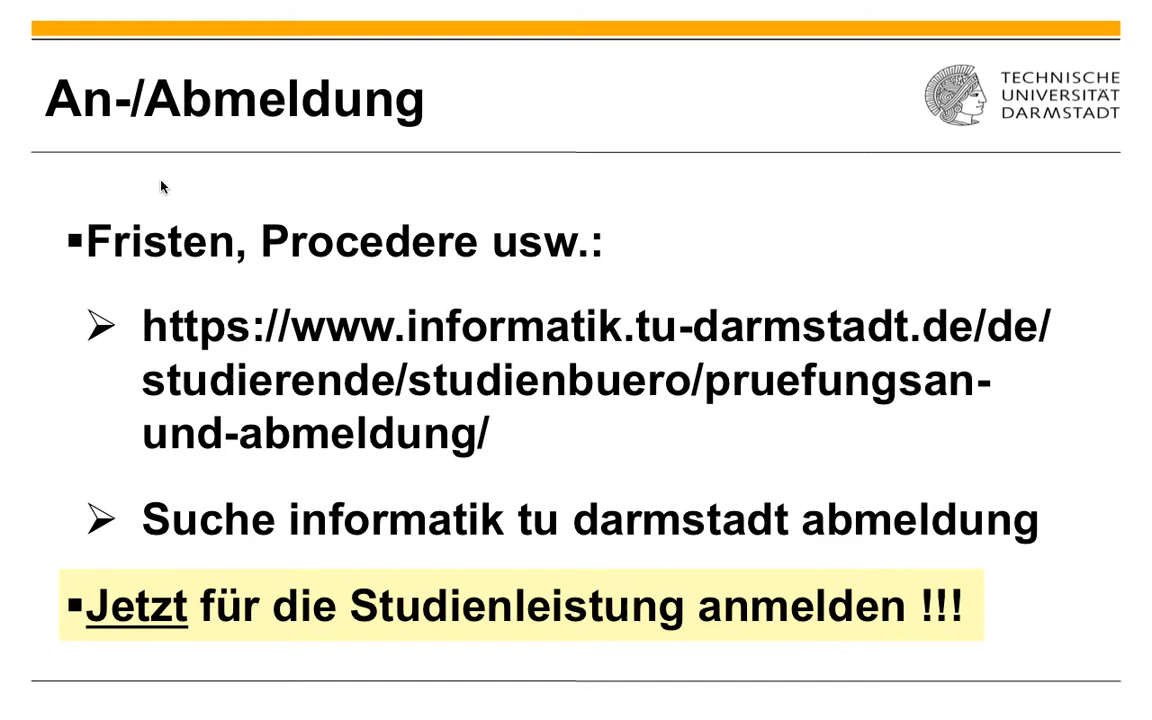 An-/Abmeldung
TECHNISCHE
UNIVERSITÄT
DARMSTADT
▪Fristen, Procedere usw.:
➢ https://www.informatik.tu-darmstadt.de/de/
studierende/studienbuero/pruefungsan-
und-abmeldung/
➢ Suche informatik tu darmstadt abmeldung
▪Jetzt für die Studienleistung anmelden !!!